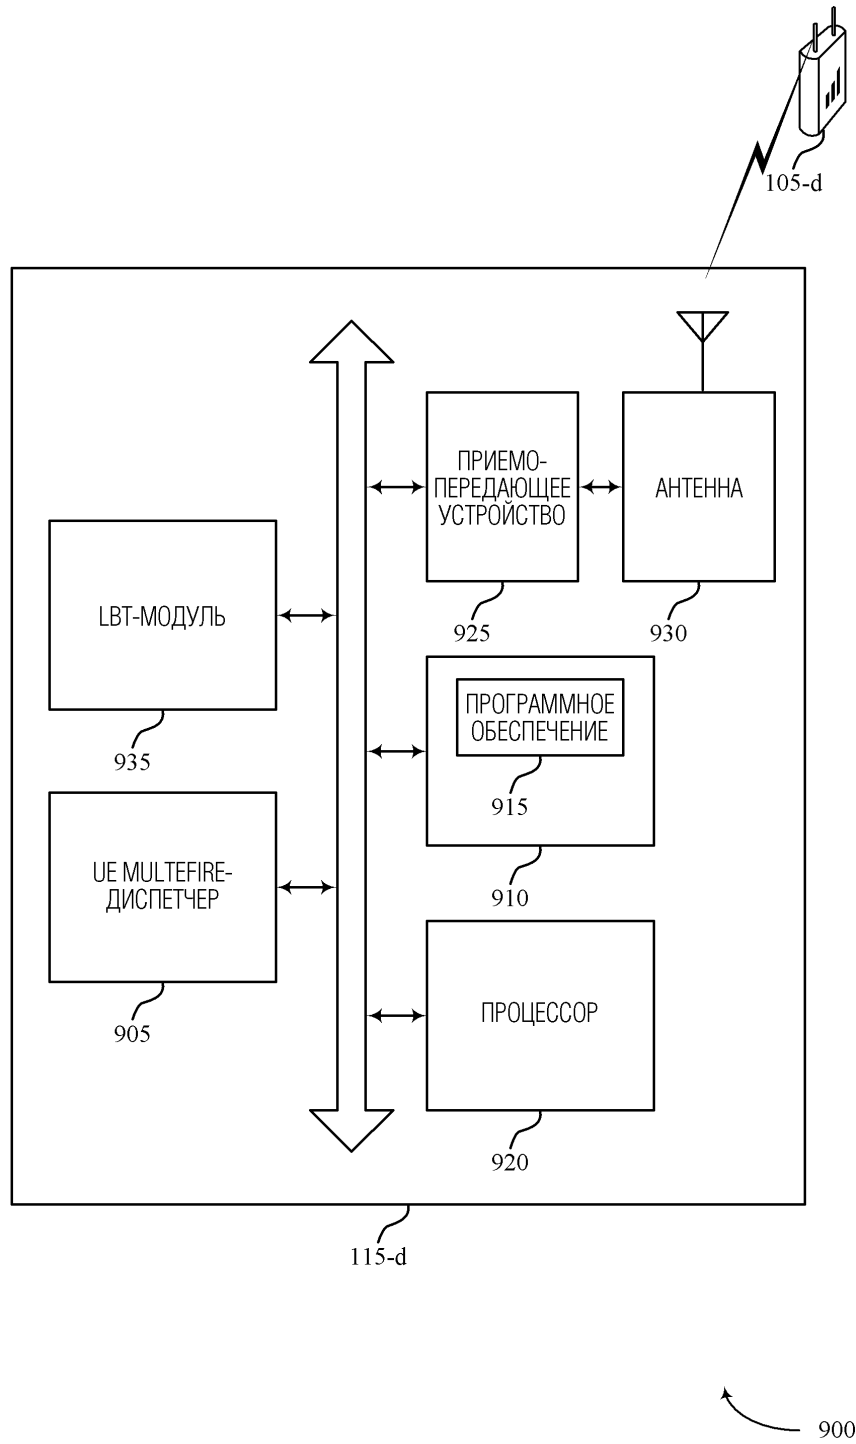 105-d
ПРИЕМО-
ПЕРЕДАЮЩЕЕ
УСТРОЙСТВО
925
АНТЕННА
930
LBT-МОДУЛЬ
935
ПРОГРАММНОЕ
ОБЕСПЕЧЕНИЕ
915
910
UE MULTEFIRE-
ДИСПЕТЧЕР
905
ПРОЦЕССОР
920
115-d
900